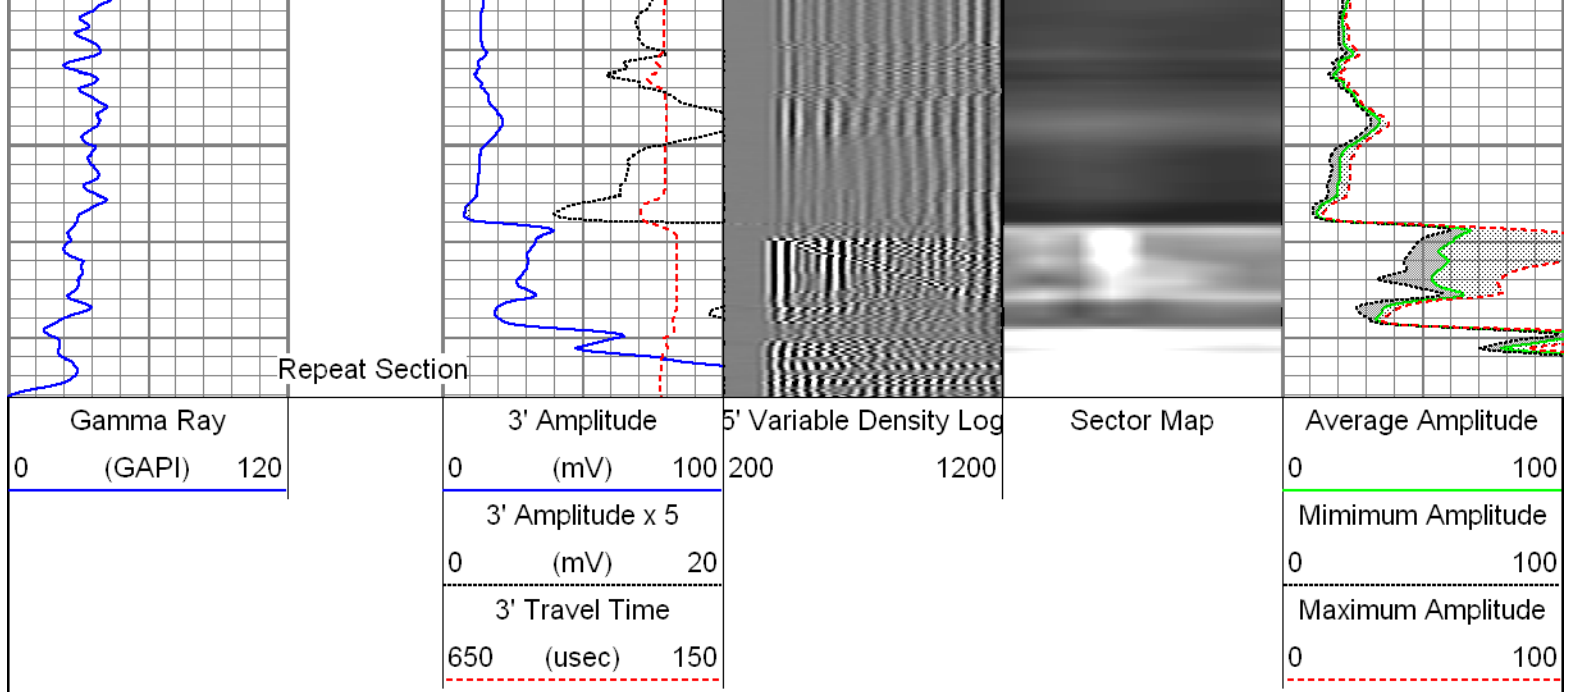 Repeat Section
Gamma Ray
0 (GAPI) 120
3' Amplitude
0 (mV) 100
3' Amplitude x 5
0 (mV) 20
3' Travel Time
650 (usec) 150
5' Variable Density Log
200 1200
Sector Map
Average Amplitude
0 100
Mimimum Amplitude
0 100
Maximum Amplitude
0 100